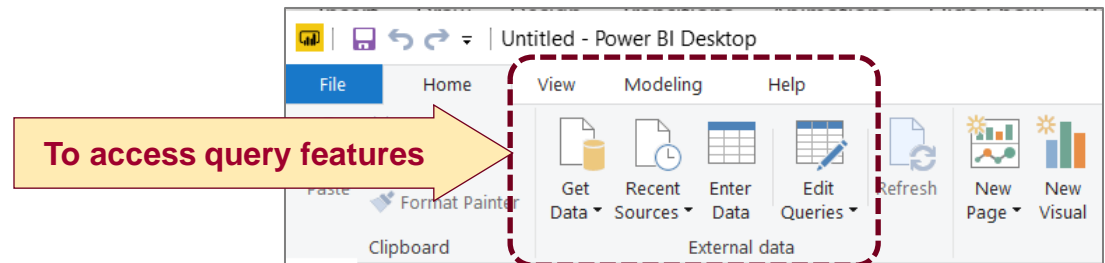 Untitled - Power BI Desktop
File Home View Modeling Help
To access query features
Paste
Format Painter
Get Data
Recent Sources
Enter Data
Edit Queries
Refresh
New Page
New Visual
Clipboard
External data